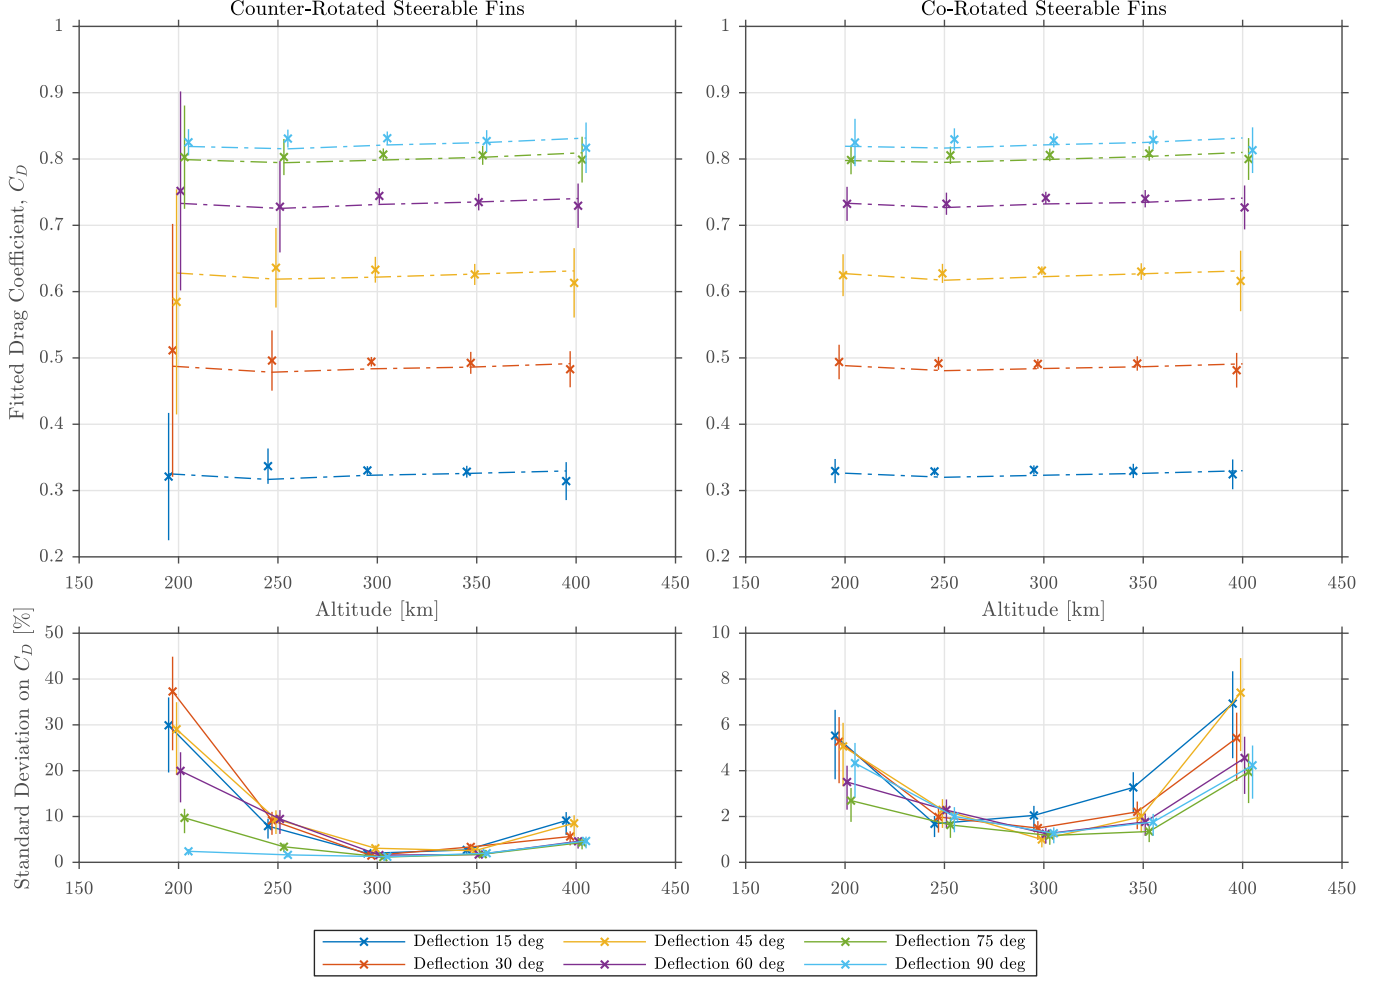 Counter-Rotated Steerable Fins
Co-Rotated Steerable Fins
Fitted Drag Coefficient, C_D
1
0.9
0.8
0.7
0.6
0.5
0.4
0.3
0.2
150 200 250 300 350 400 450
Altitude [km]
1
0.9
0.8
0.7
0.6
0.5
0.4
0.3
0.2
150 200 250 300 350 400 450
Altitude [km]
Standard Deviation on C_D [%]
50
40
30
20
10
0
150 200 250 300 350 400 450
10
8
6
4
2
0
150 200 250 300 350 400 450
Deflection 15 deg Deflection 45 deg Deflection 75 deg
Deflection 30 deg Deflection 60 deg Deflection 90 deg